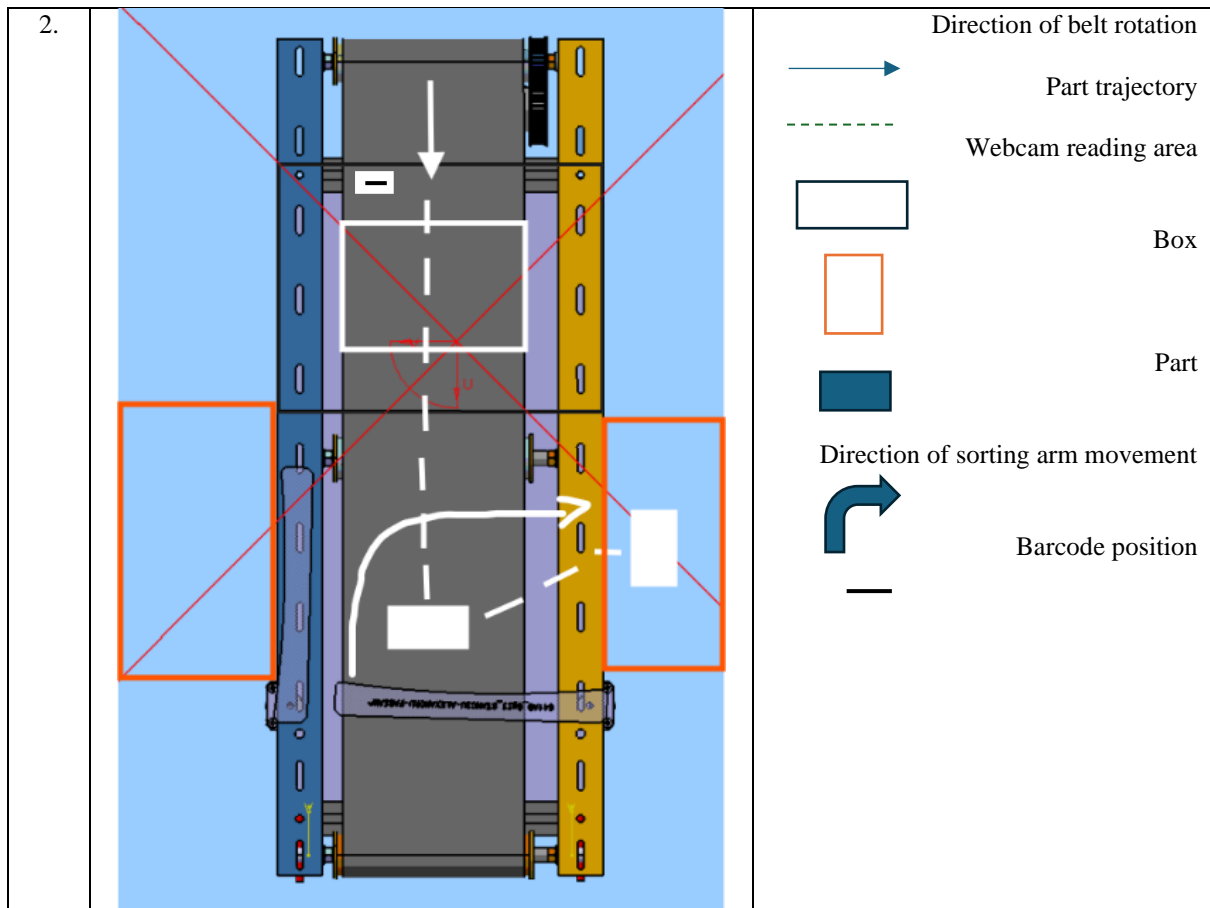 2.
Direction of belt rotation
Part trajectory
Webcam reading area
Box
Part
Direction of sorting arm movement
Barcode position
U